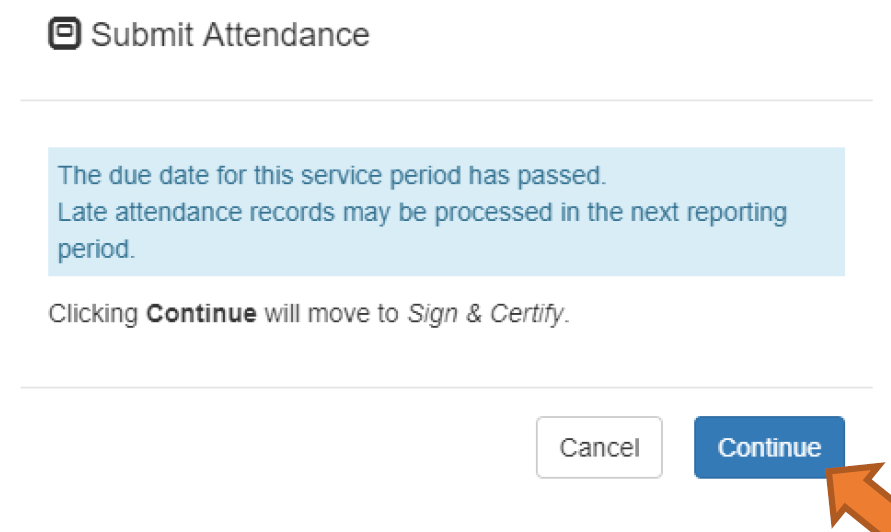 Submit Attendance
The due date for this service period has passed.
Late attendance records may be processed in the next reporting
period.
Clicking Continue will move to Sign & Certify.
Cancel
Continue